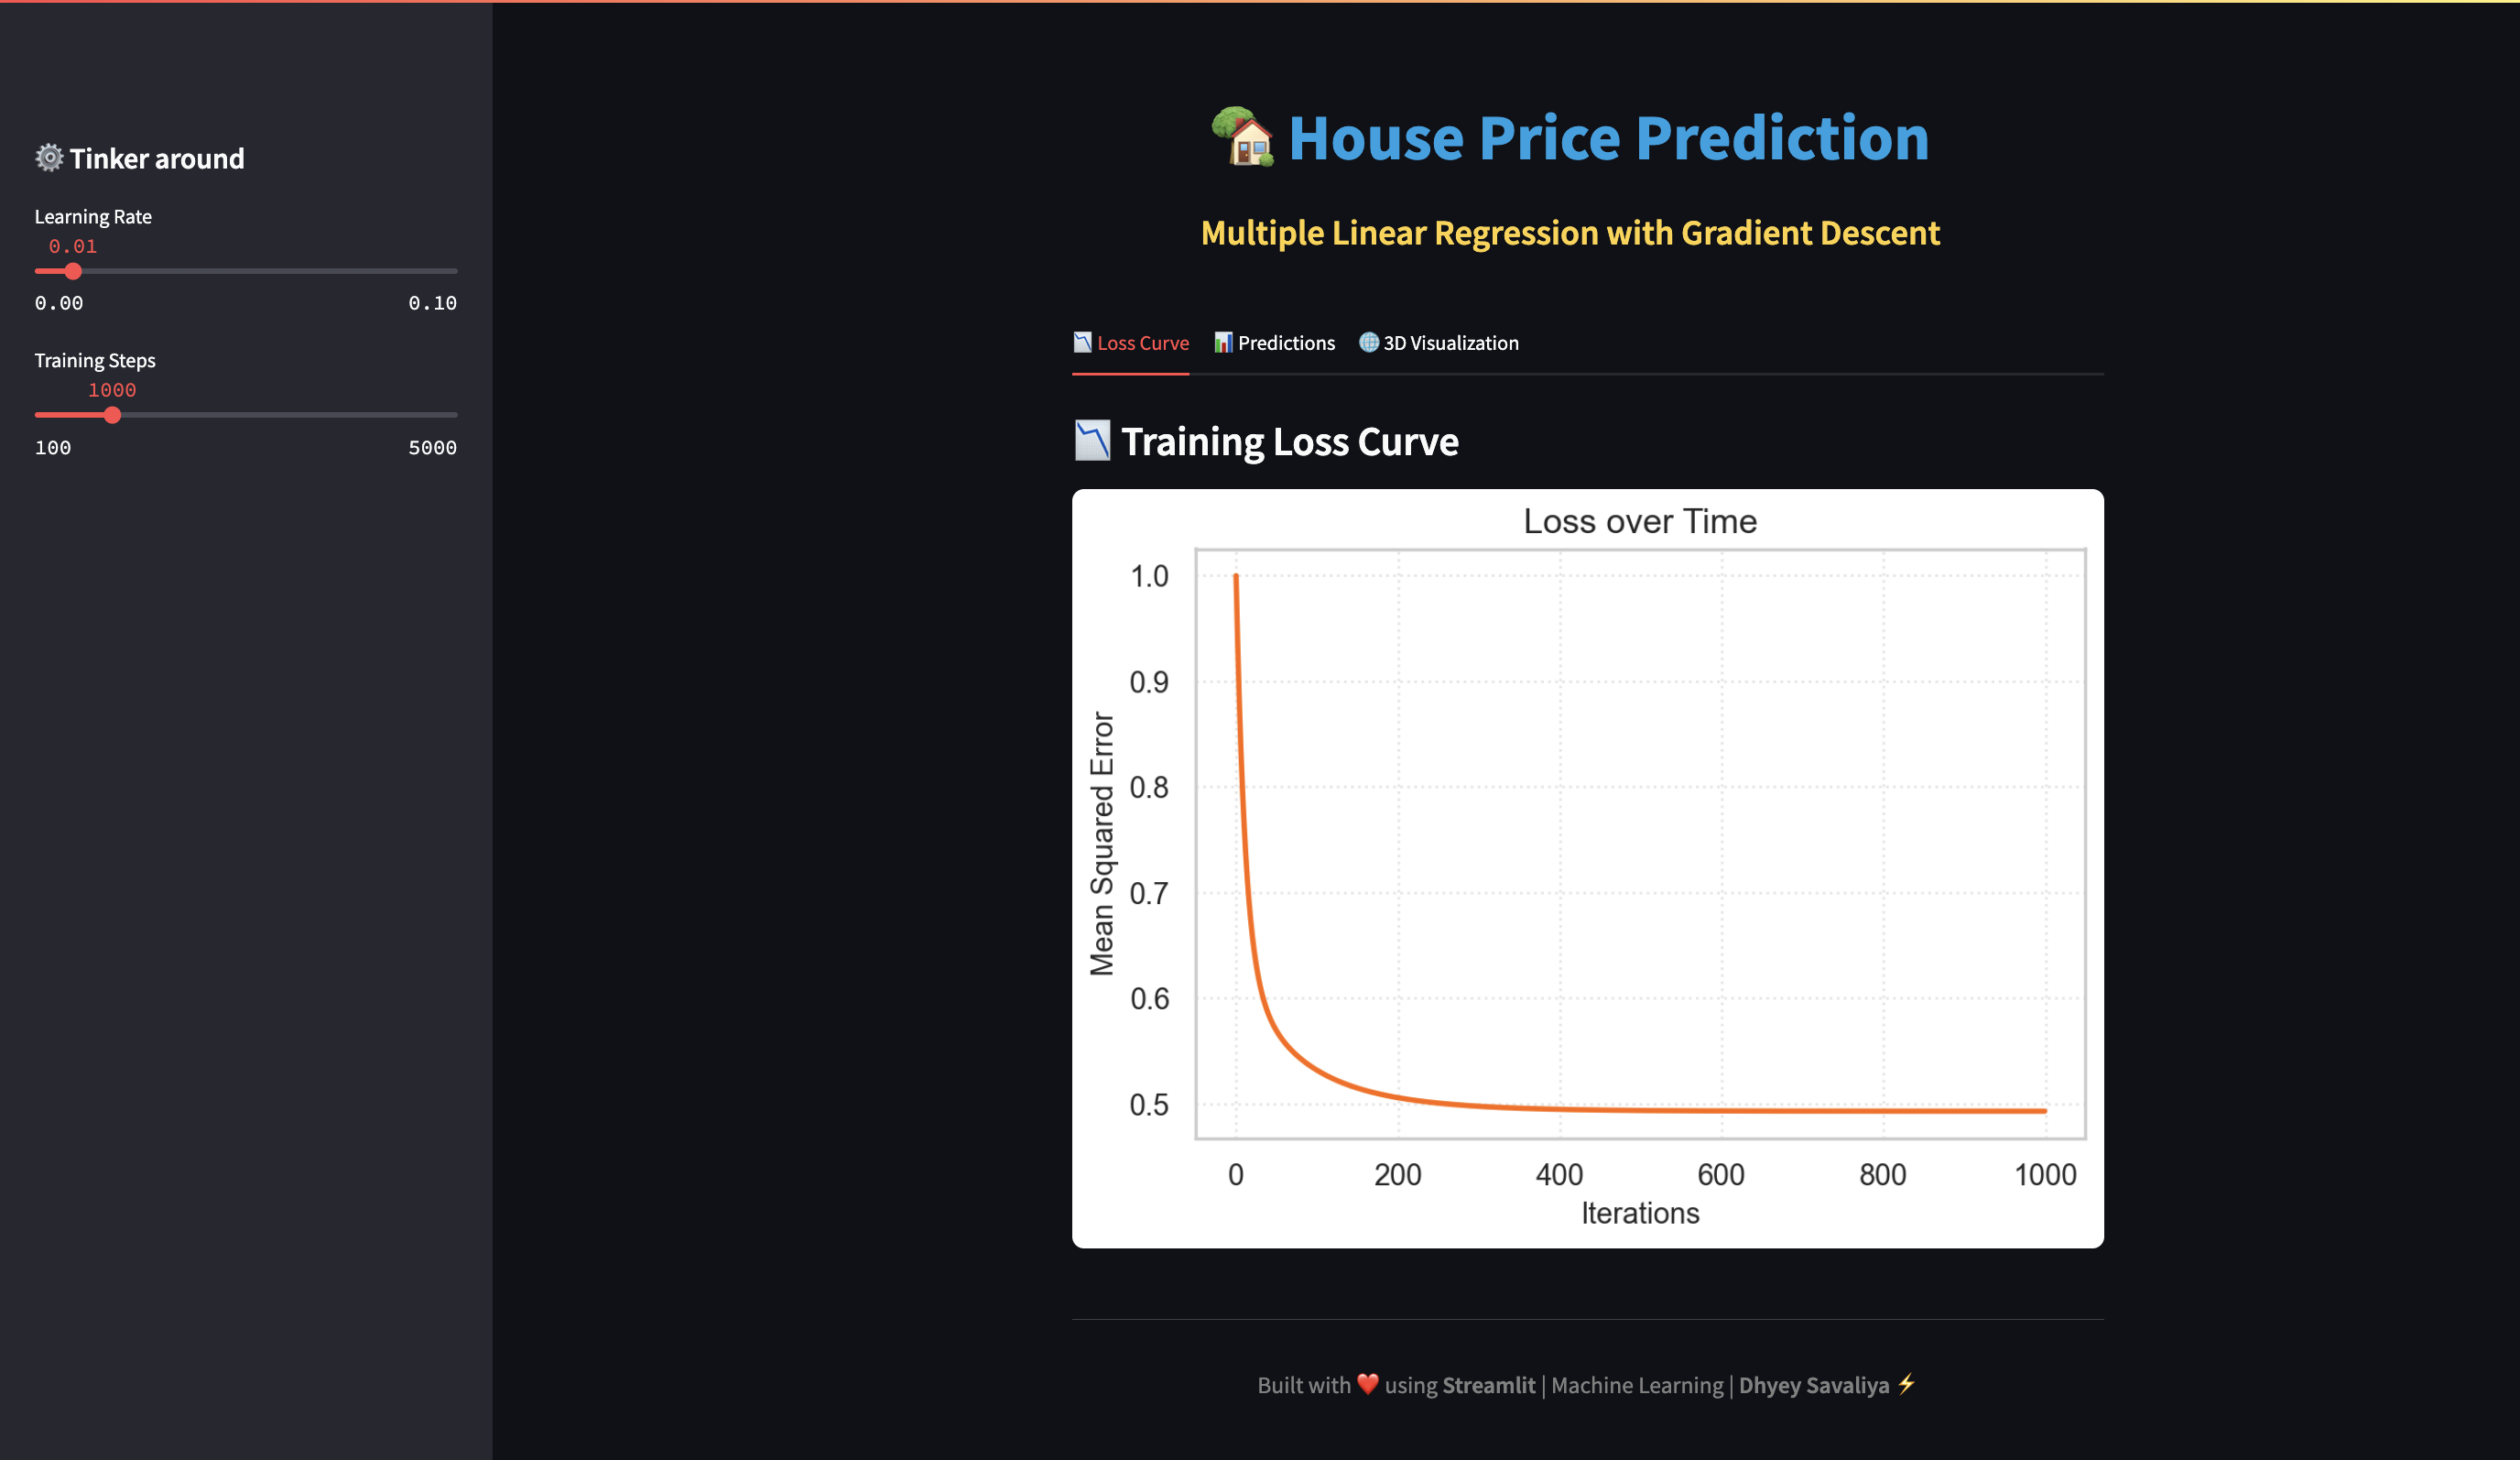 Tinker around
Learning Rate
0.01
0.00 0.10
Training Steps
1000
100 5000
House Price Prediction
Multiple Linear Regression with Gradient Descent
Loss Curve Predictions 3D Visualization
Training Loss Curve
Loss over Time
1.0
0.9
0.8
0.7
0.6
0.5
Mean Squared Error
0 200 400 600 800 1000
Iterations
Built with ❤️ using Streamlit | Machine Learning | Dhyey Savaliya ⚡